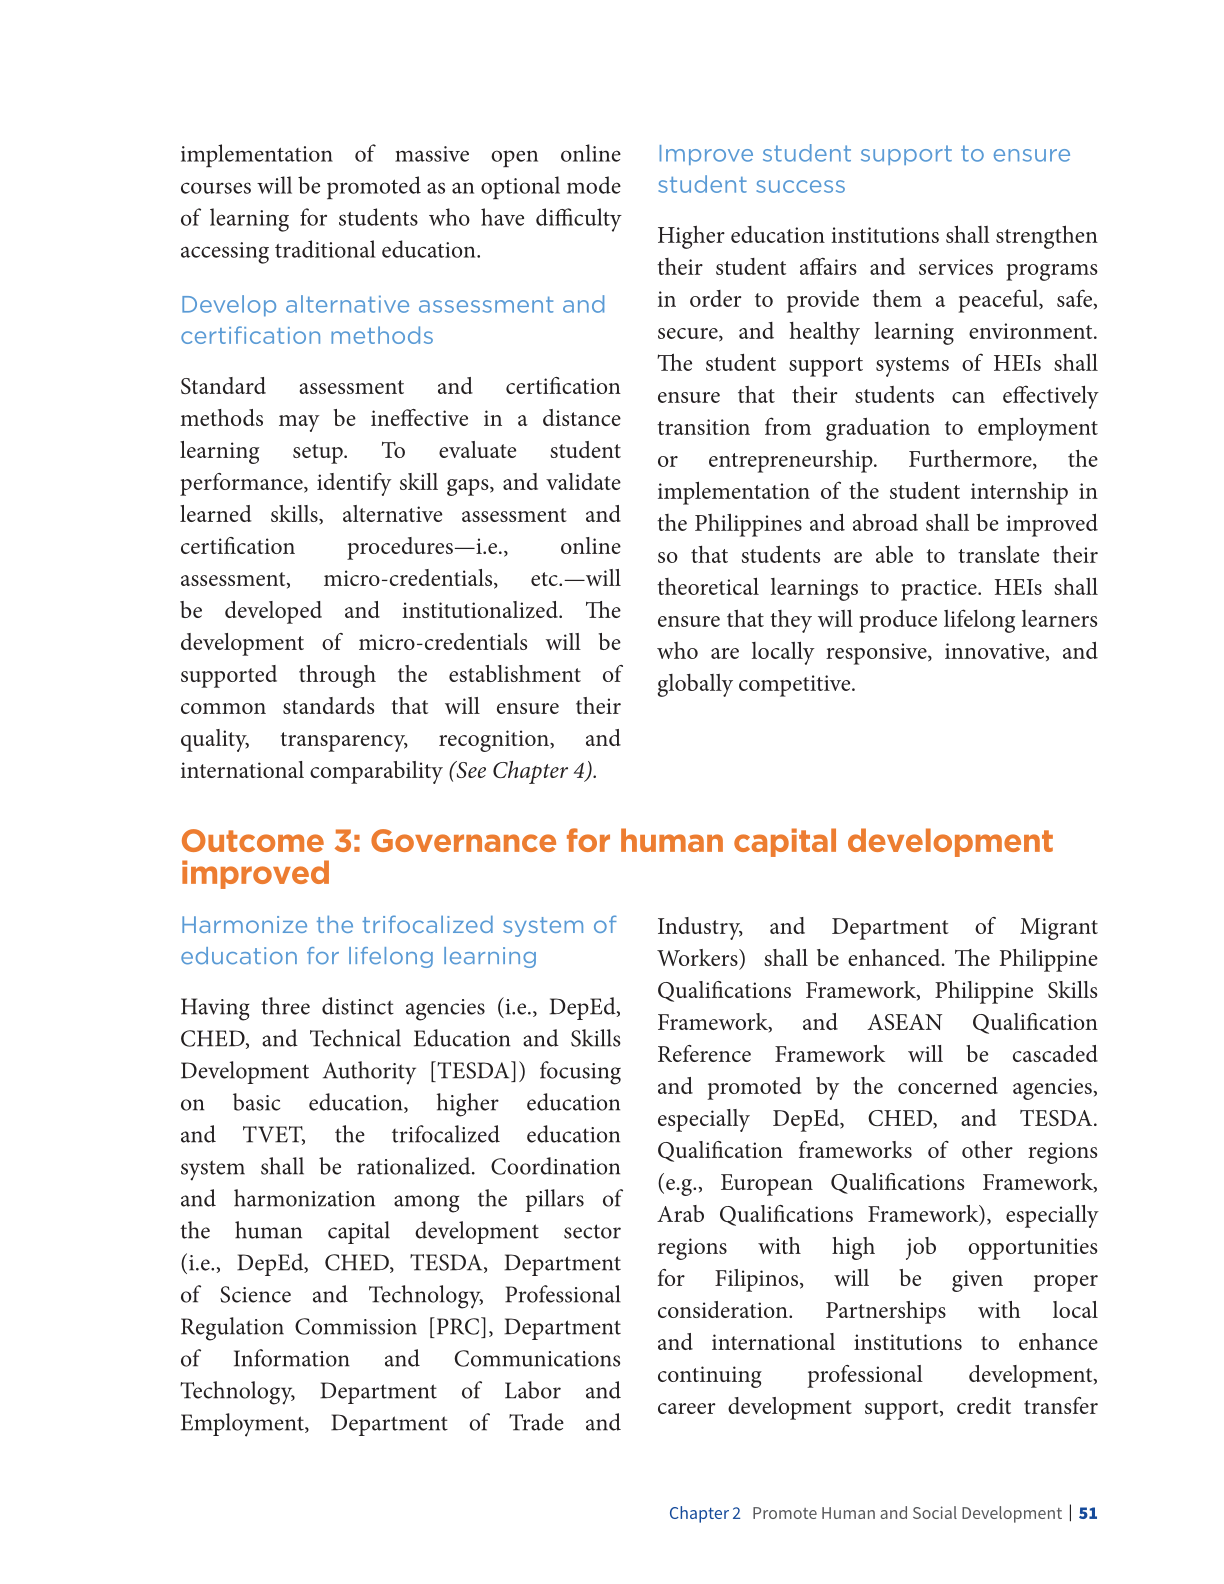 implementation of massive open online
courses will be promoted as an optional mode
of learning for students who have difficulty
accessing traditional education.
Develop alternative assessment and
certification methods
Standard assessment and certification
methods may be ineffective in a distance
learning setup. To evaluate student
performance, identify skill gaps, and validate
learned skills, alternative assessment and
certification procedures—i.e., online
assessment, micro-credentials, etc.—will
be developed and institutionalized. The
development of micro-credentials will be
supported through the establishment of
common standards that will ensure their
quality, transparency, recognition, and
international comparability (See Chapter 4).
Improve student support to ensure
student success
Higher education institutions shall strengthen
their student affairs and services programs
in order to provide them a peaceful, safe,
secure, and healthy learning environment.
The student support systems of HEIs shall
ensure that their students can effectively
transition from graduation to employment
or entrepreneurship. Furthermore, the
implementation of the student internship in
the Philippines and abroad shall be improved
so that students are able to translate their
theoretical learnings to practice. HEIs shall
ensure that they will produce lifelong learners
who are locally responsive, innovative, and
globally competitive.
Outcome 3: Governance for human capital development
improved
Harmonize the trifocalized system of
education for lifelong learning
Having three distinct agencies (i.e., DepEd,
CHED, and Technical Education and Skills
Development Authority [TESDA]) focusing
on basic education, higher education
and TVET, the trifocalized education
system shall be rationalized. Coordination
and harmonization among the pillars of
the human capital development sector
(i.e., DepEd, CHED, TESDA, Department
of Science and Technology, Professional
Regulation Commission [PRC], Department
of Information and Communications
Technology, Department of Labor and
Employment, Department of Trade and
Industry, and Department of Migrant
Workers) shall be enhanced. The Philippine
Qualifications Framework, Philippine Skills
Framework, and ASEAN Qualification
Reference Framework will be cascaded
and promoted by the concerned agencies,
especially DepEd, CHED, and TESDA.
Qualification frameworks of other regions
(e.g., European Qualifications Framework,
Arab Qualifications Framework), especially
regions with high job opportunities
for Filipinos, will be given proper
consideration. Partnerships with local
and international institutions to enhance
continuing professional development,
career development support, credit transfer
Chapter 2 Promote Human and Social Development | 51